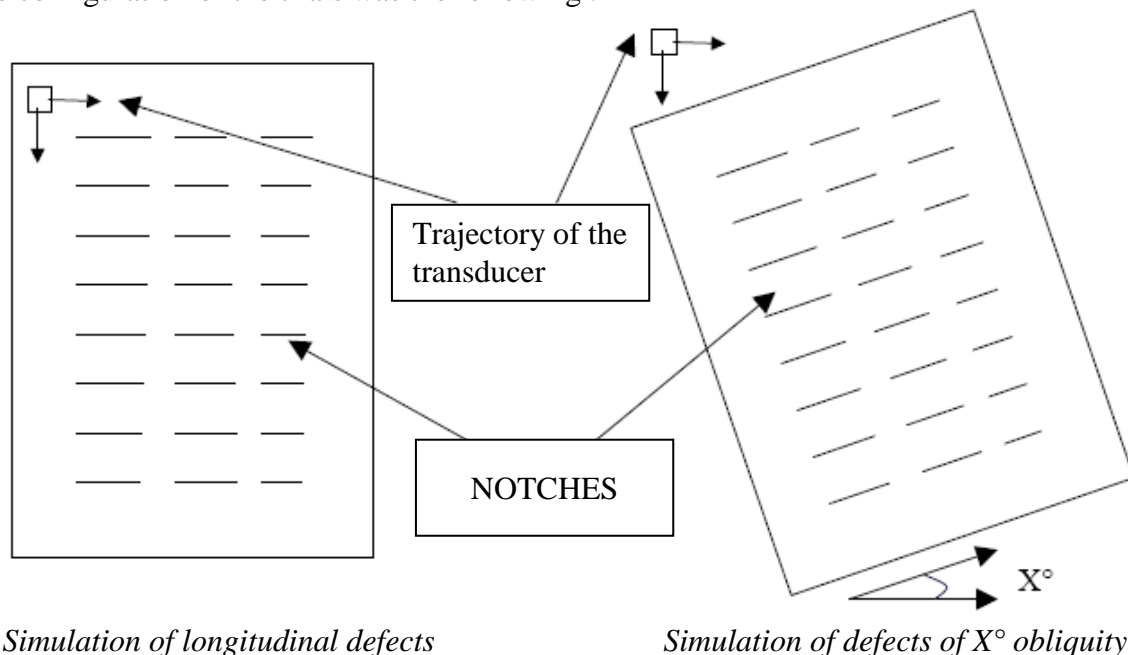 Trajectory of the
transducer
NOTCHES
X°
Simulation of longitudinal defects
Simulation of defects of X° obliquity